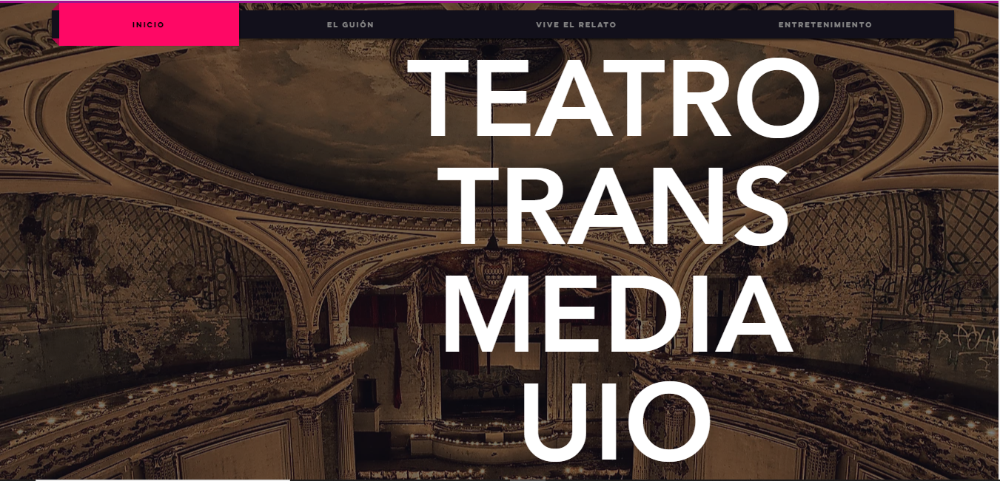 INICIO
EL GUIÓN
VIVE EL RELATO
ENTRETENIMIENTO
TEATRO
TRANS
MEDIA
UIO